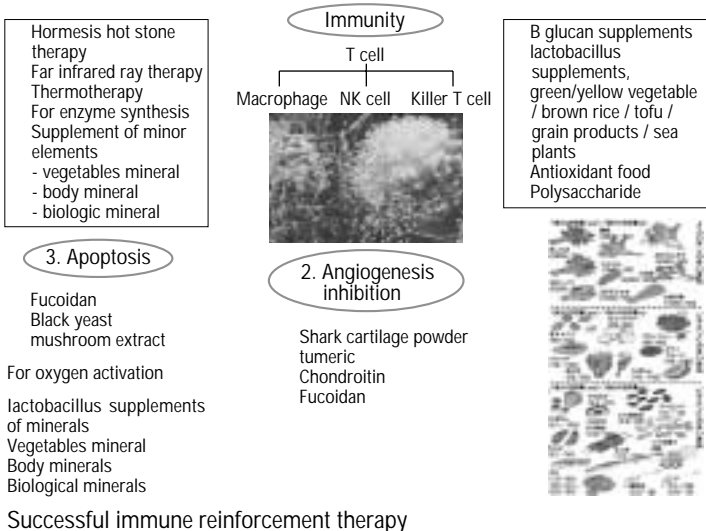 Hormesis hot stone
therapy
Far infrared ray therapy
Thermotherapy
For enzyme synthesis
Supplement of minor
elements
- vegetables mineral
- body mineral
- biologic mineral
Immunity
T cell
Macrophage NK cell Killer T cell
Β glucan supplements
lactobacillus
supplements,
green/yellow vegetable
/ brown rice / tofu /
grain products / sea
plants
Antioxidant food
Polysaccharide
3. Apoptosis
Fucoidan
Black yeast
mushroom extract
For oxygen activation
lactobacillus supplements
of minerals
Vegetables mineral
Body minerals
Biological minerals
2. Angiogenesis
inhibition
Shark cartilage powder
tumeric
Chondroitin
Fucoidan
Successful immune reinforcement therapy